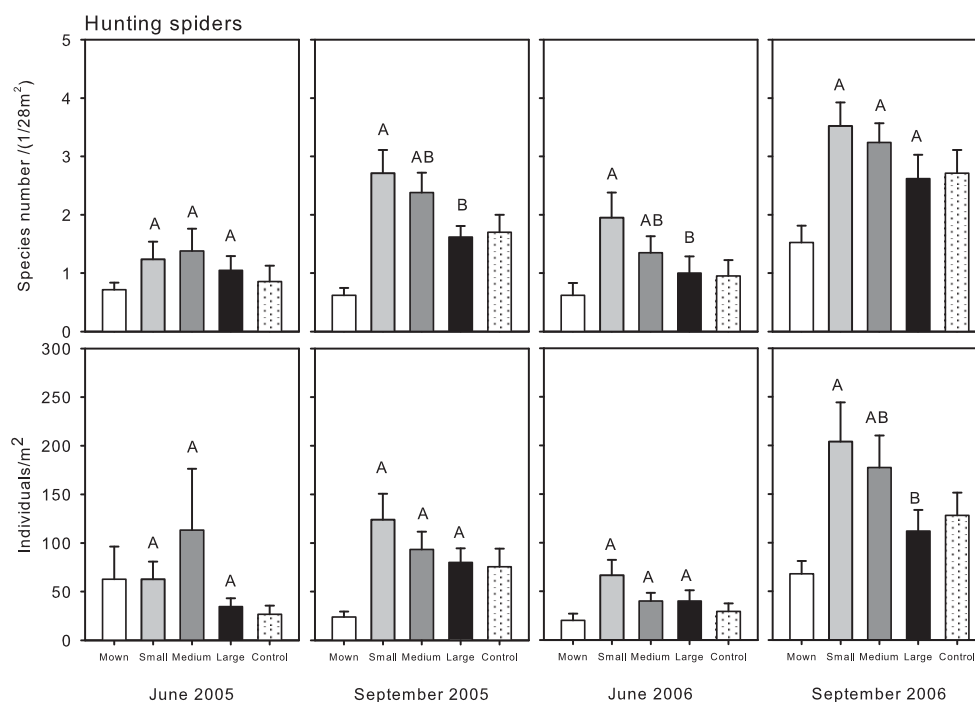 Hunting spiders
Species number /(1/28m²)
5
4
3
2
1
0
A A A
A AB B
A AB B
A A A
Individuals/m²
300
250
200
150
100
50
0
A A A
A A A
A A A
A AB B
Mown Small Medium Large Control
Mown Small Medium Large Control
Mown Small Medium Large Control
Mown Small Medium Large Control
June 2005
September 2005
June 2006
September 2006